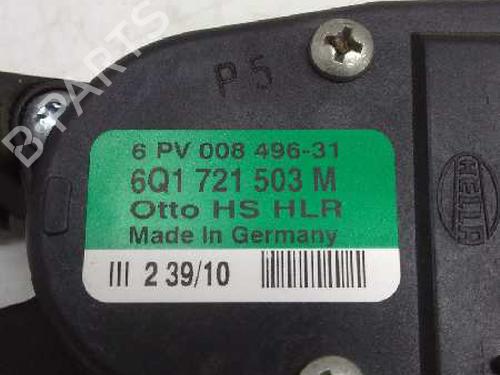 P 5
6 PV 008 496-31
6Q1 721 503 M
Otto HS HLR
Made In Germany
III 2 39/10
HELLA
B-PARTS